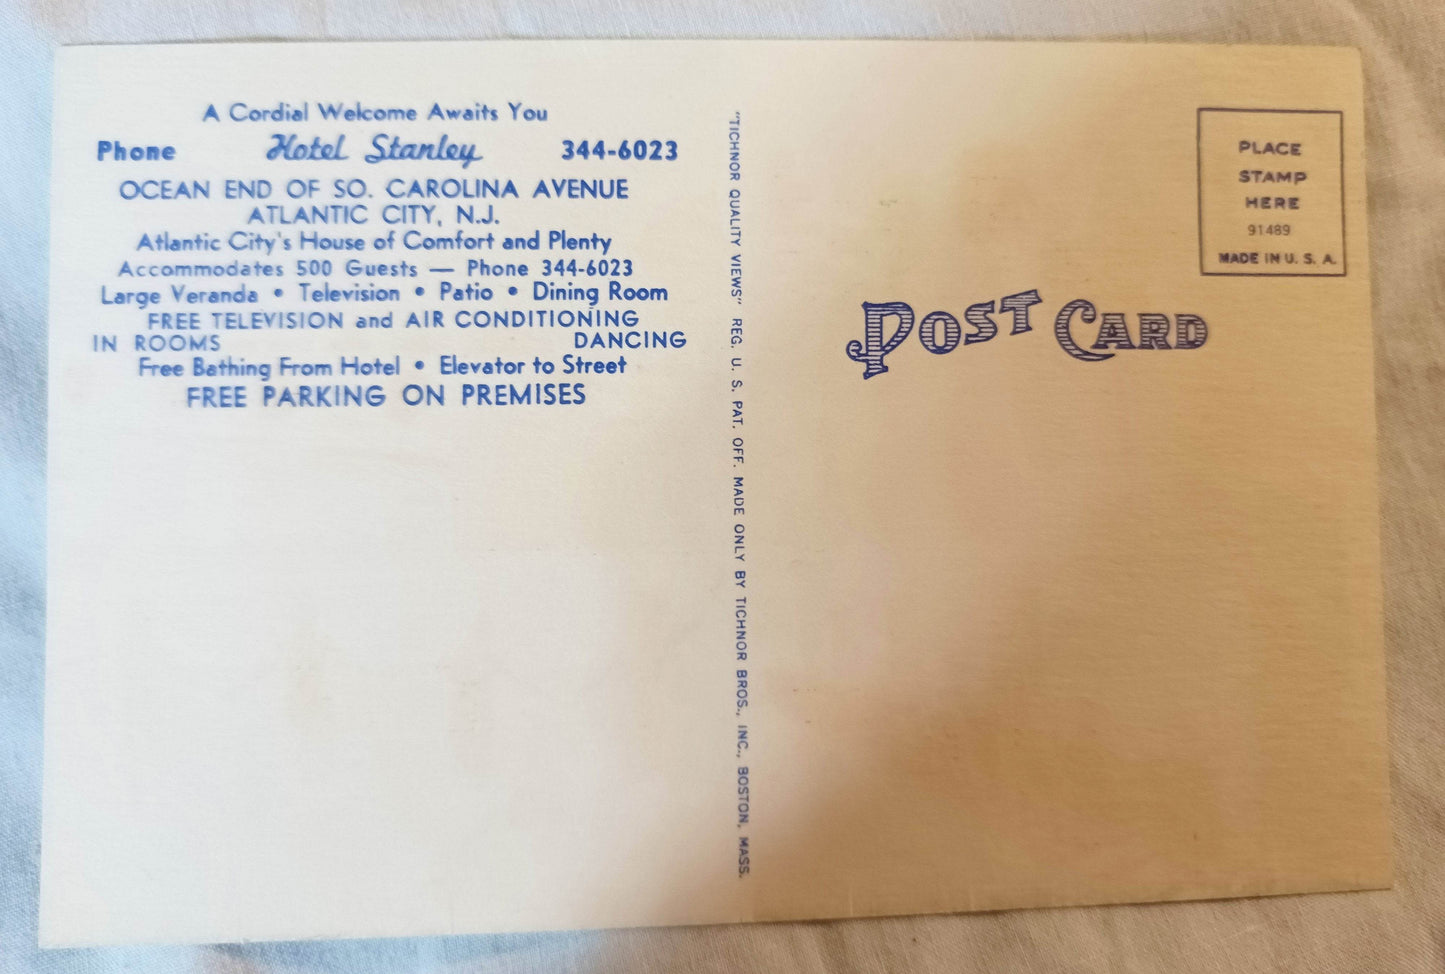 A Cordial Welcome Awaits You
Phone Hotel Stanley 344-6023
OCEAN END OF SO. CAROLINA AVENUE
ATLANTIC CITY, N.J.
Atlantic City's House of Comfort and Plenty
Accommodates 500 Guests — Phone 344-6023
Large Veranda • Television • Patio • Dining Room
FREE TELEVISION and AIR CONDITIONING
IN ROOMS DANCING
Free Bathing From Hotel • Elevator to Street
FREE PARKING ON PREMISES
"TICHNOR QUALITY VIEWS" REG. U. S. PAT. OFF. MADE ONLY BY TICHNOR BROS., INC., BOSTON, MASS.
PLACE
STAMP
HERE
91489
MADE IN U. S. A.
POST CARD